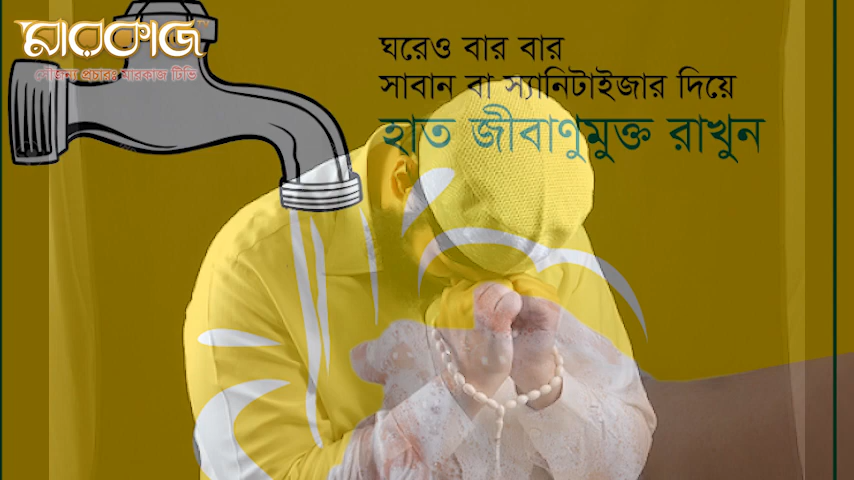 মারকাজ
সৌজন্য প্রচারঃ মারকাজ টিভি
ঘরেও বার বার
সাবান বা স্যানিটাইজার দিয়ে
হাত জীবাণুমুক্ত রাখুন